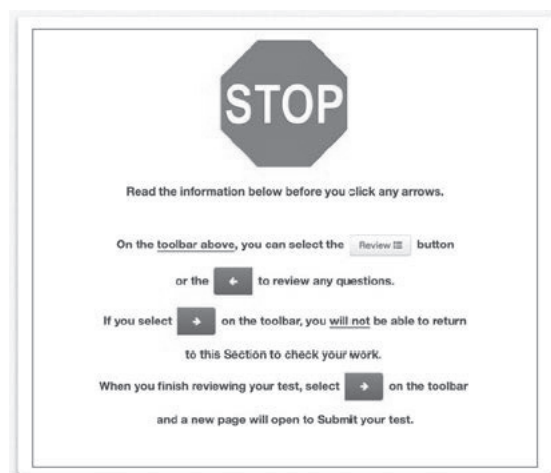 STOP
Read the information below before you click any arrows.
On the toolbar above, you can select the Review button
or the ← to review any questions.
If you select → on the toolbar, you will not be able to return
to this Section to check your work.
When you finish reviewing your test, select → on the toolbar
and a new page will open to Submit your test.